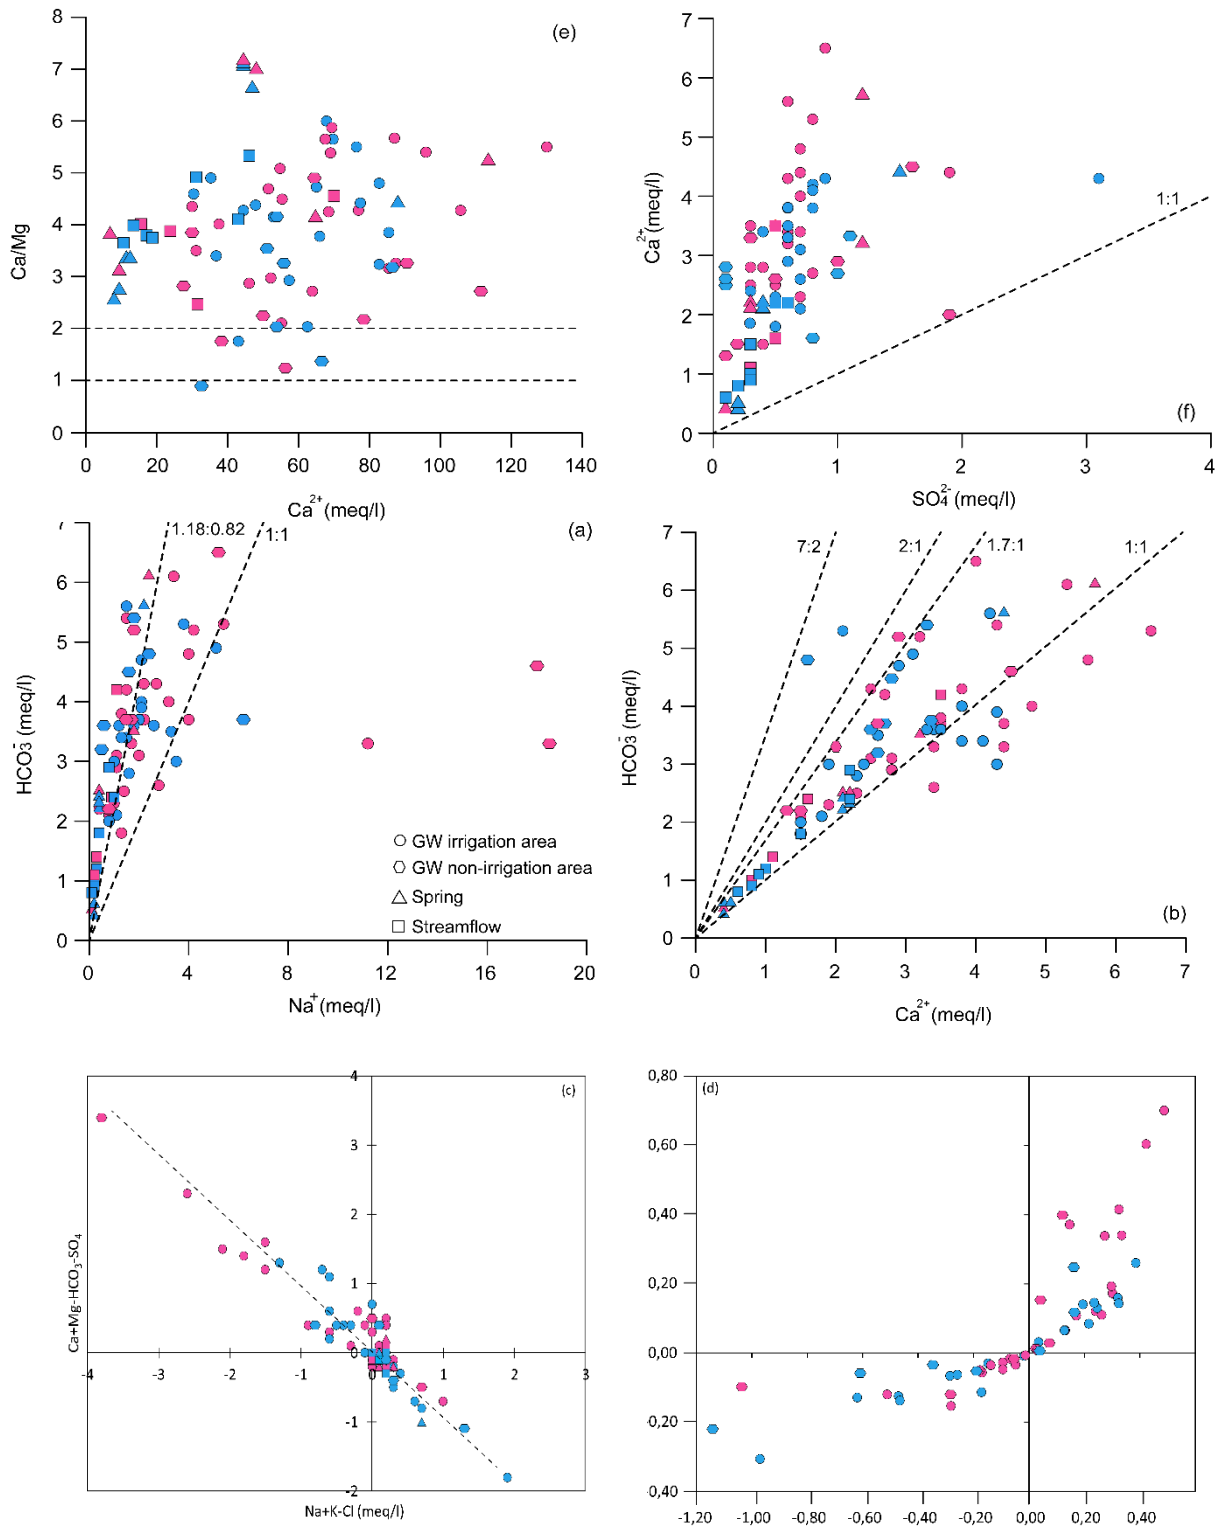 8
7
6
5
4
3
2
1
0
Ca/Mg
(e)
0 20 40 60 80 100 120 140
Ca2+ (meq/l)
7
6
5
4
3
2
1
0
Ca2+ (meq/l)
1:1
(f)
0 1 2 3 4
SO42- (meq/l)
7
6
5
4
3
2
1
0
HCO3- (meq/l)
1.18:0.82
1:1
(a)
GW irrigation area
GW non-irrigation area
Spring
Streamflow
0 4 8 12 16 20
Na+ (meq/l)
7
6
5
4
3
2
1
0
HCO3- (meq/l)
7:2
2:1
1.7:1
1:1
(b)
0 1 2 3 4 5 6 7
Ca2+ (meq/l)
4
3
2
1
0
-1
-2
(c)
Ca+Mg-HCO3-SO4
-4 -3 -2 -1 0 1 2 3
Na+K-Cl (meq/l)
0,80
0,60
0,40
0,20
0,00
-0,20
-0,40
(d)
-1,20 -1,00 -0,80 -0,60 -0,40 -0,20 0,00 0,20 0,40